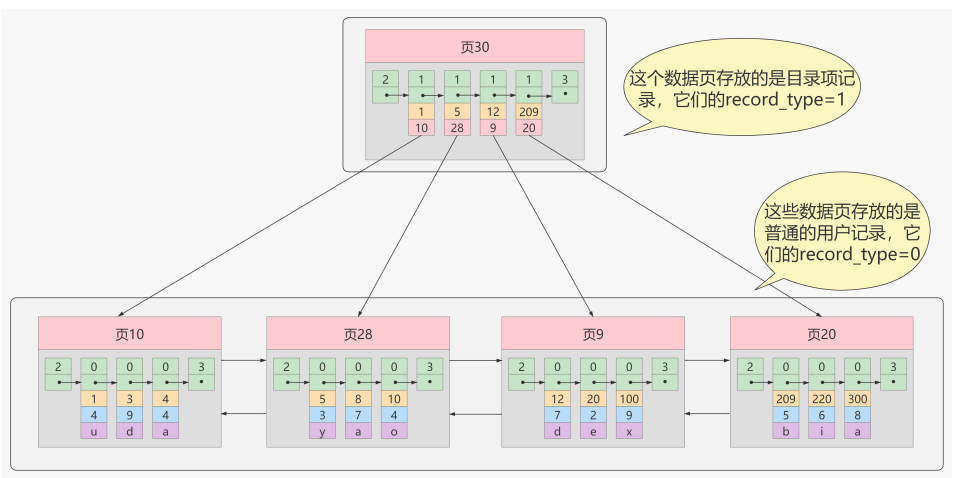 页30
2 1 1 1 1 3
1 5 12 209
10 28 9 20
这个数据页存放的是目录项记
录，它们的record_type=1
这些数据页存放的是
普通的用户记录，它
们的record_type=0
页10 页28 页9 页20
2 0 0 0 3 2 0 0 0 3 2 0 0 0 3 2 0 0 0 3
1 3 4 5 8 10 12 20 100 209 220 300
4 9 4 3 7 4 7 2 9 5 6 8
u d a y a o d e x b i a